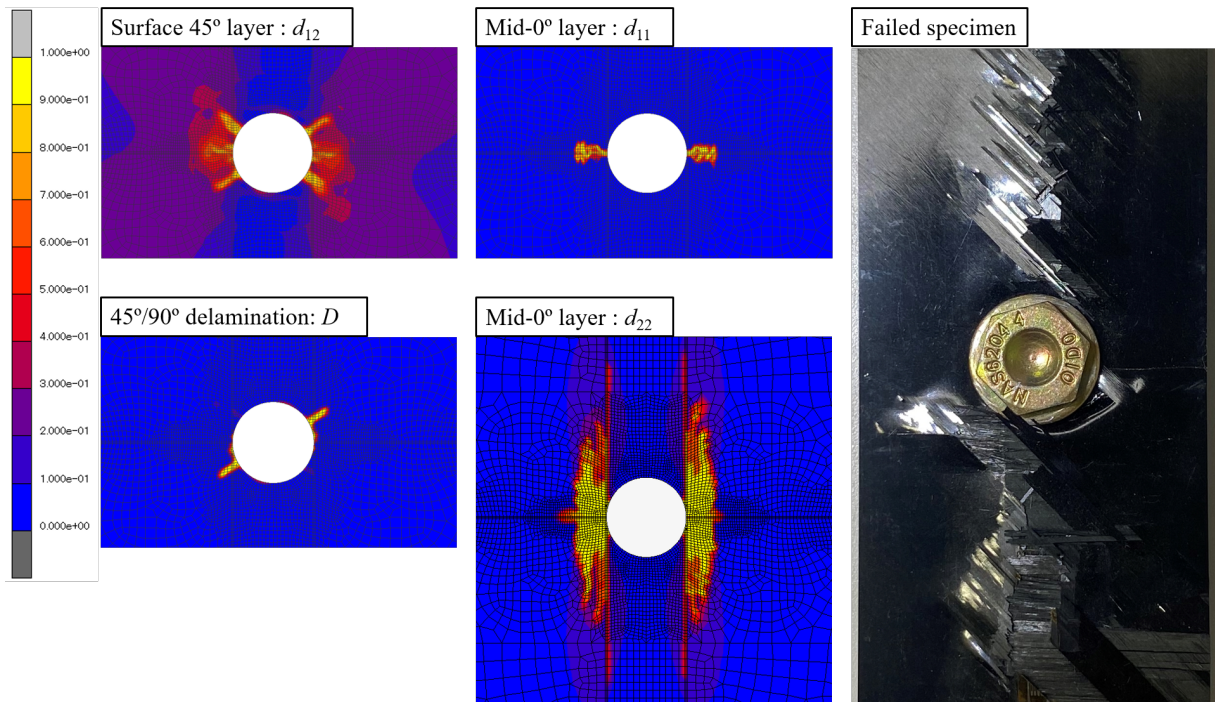 Surface 45º layer : d12
Mid-0º layer : d11
Failed specimen
1.000e+00
9.000e-01
8.000e-01
7.000e-01
6.000e-01
5.000e-01
4.000e-01
3.000e-01
2.000e-01
1.000e-01
0.000e+00
45º/90º delamination: D
Mid-0º layer : d22